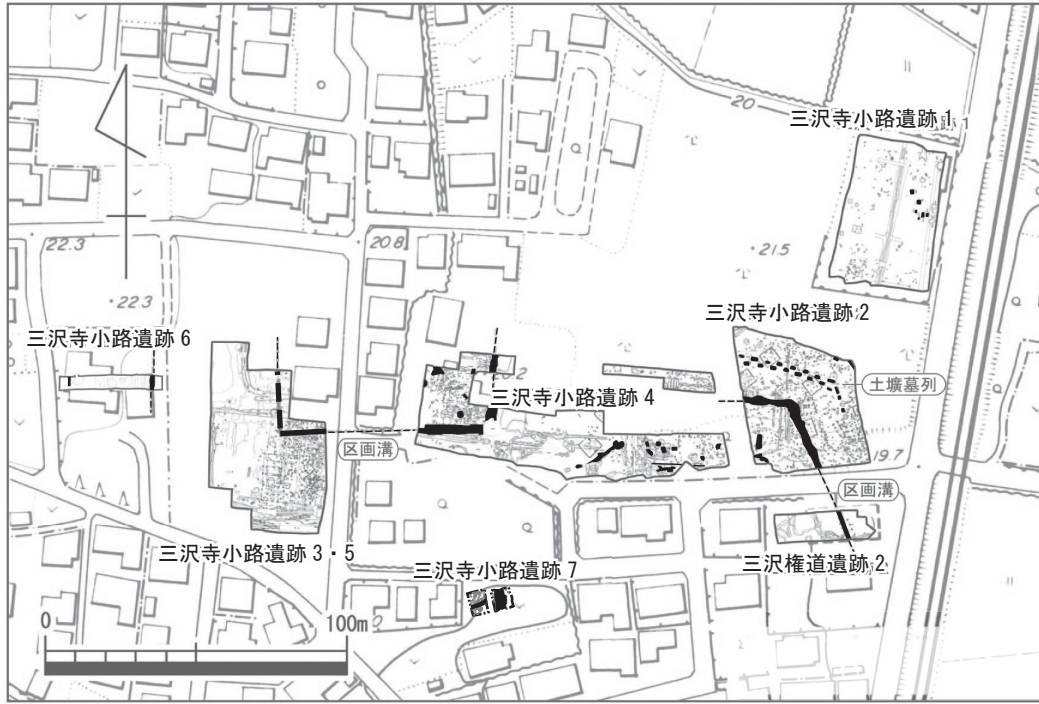 20
三沢寺小路遺跡1
22.3
20.8
21.5
22.3
三沢寺小路遺跡2
三沢寺小路遺跡6
土壙墓列
三沢寺小路遺跡4
区画溝
19.7
区画溝
三沢寺小路遺跡3・5
三沢寺小路遺跡7
三沢権道遺跡2
0
100m